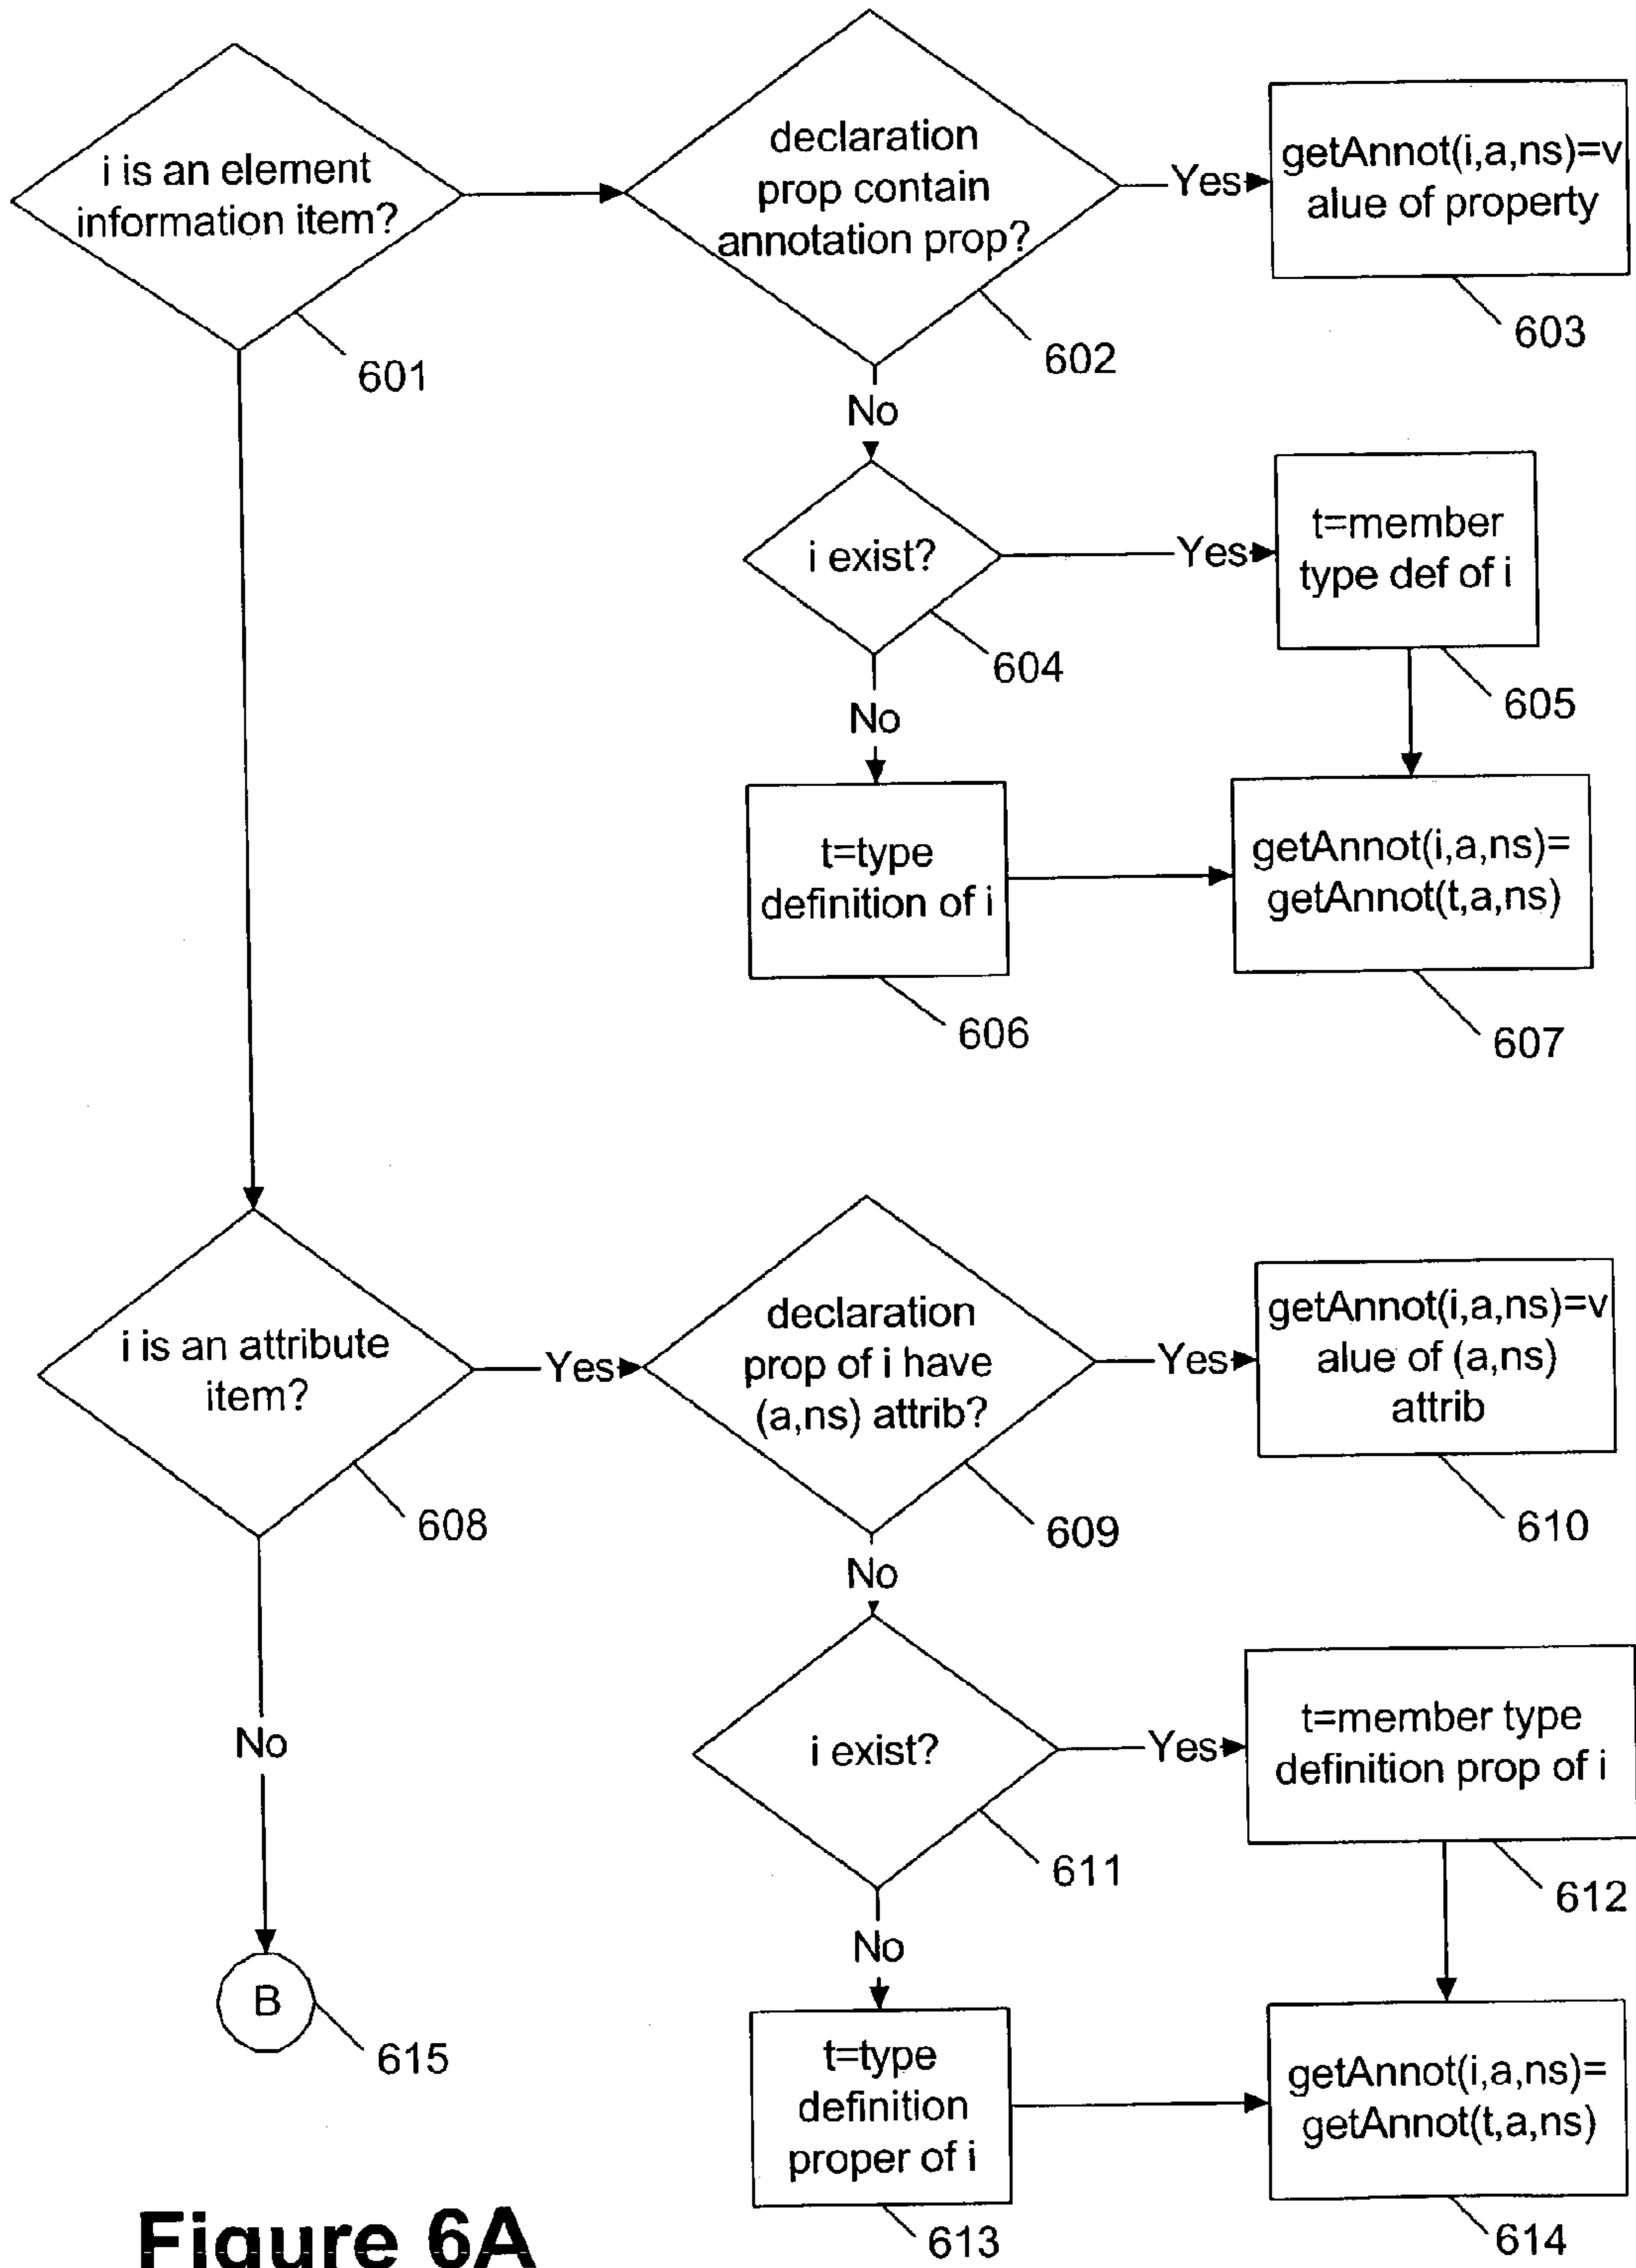 i is an element
information item?
601
declaration
prop contain
annotation prop?
602
Yes
getAnnot(i,a,ns)=v
alue of property
603
No
i exist?
604
Yes
t=member
type def of i
605
No
t=type
definition of i
606
getAnnot(i,a,ns)=
getAnnot(t,a,ns)
607
i is an attribute
item?
608
Yes
declaration
prop of i have
(a,ns) attrib?
609
Yes
getAnnot(i,a,ns)=v
alue of (a,ns)
attrib
610
No
i exist?
611
Yes
t=member type
definition prop of i
612
No
t=type
definition
proper of i
613
getAnnot(i,a,ns)=
getAnnot(t,a,ns)
614
No
B
615
Figure 6A